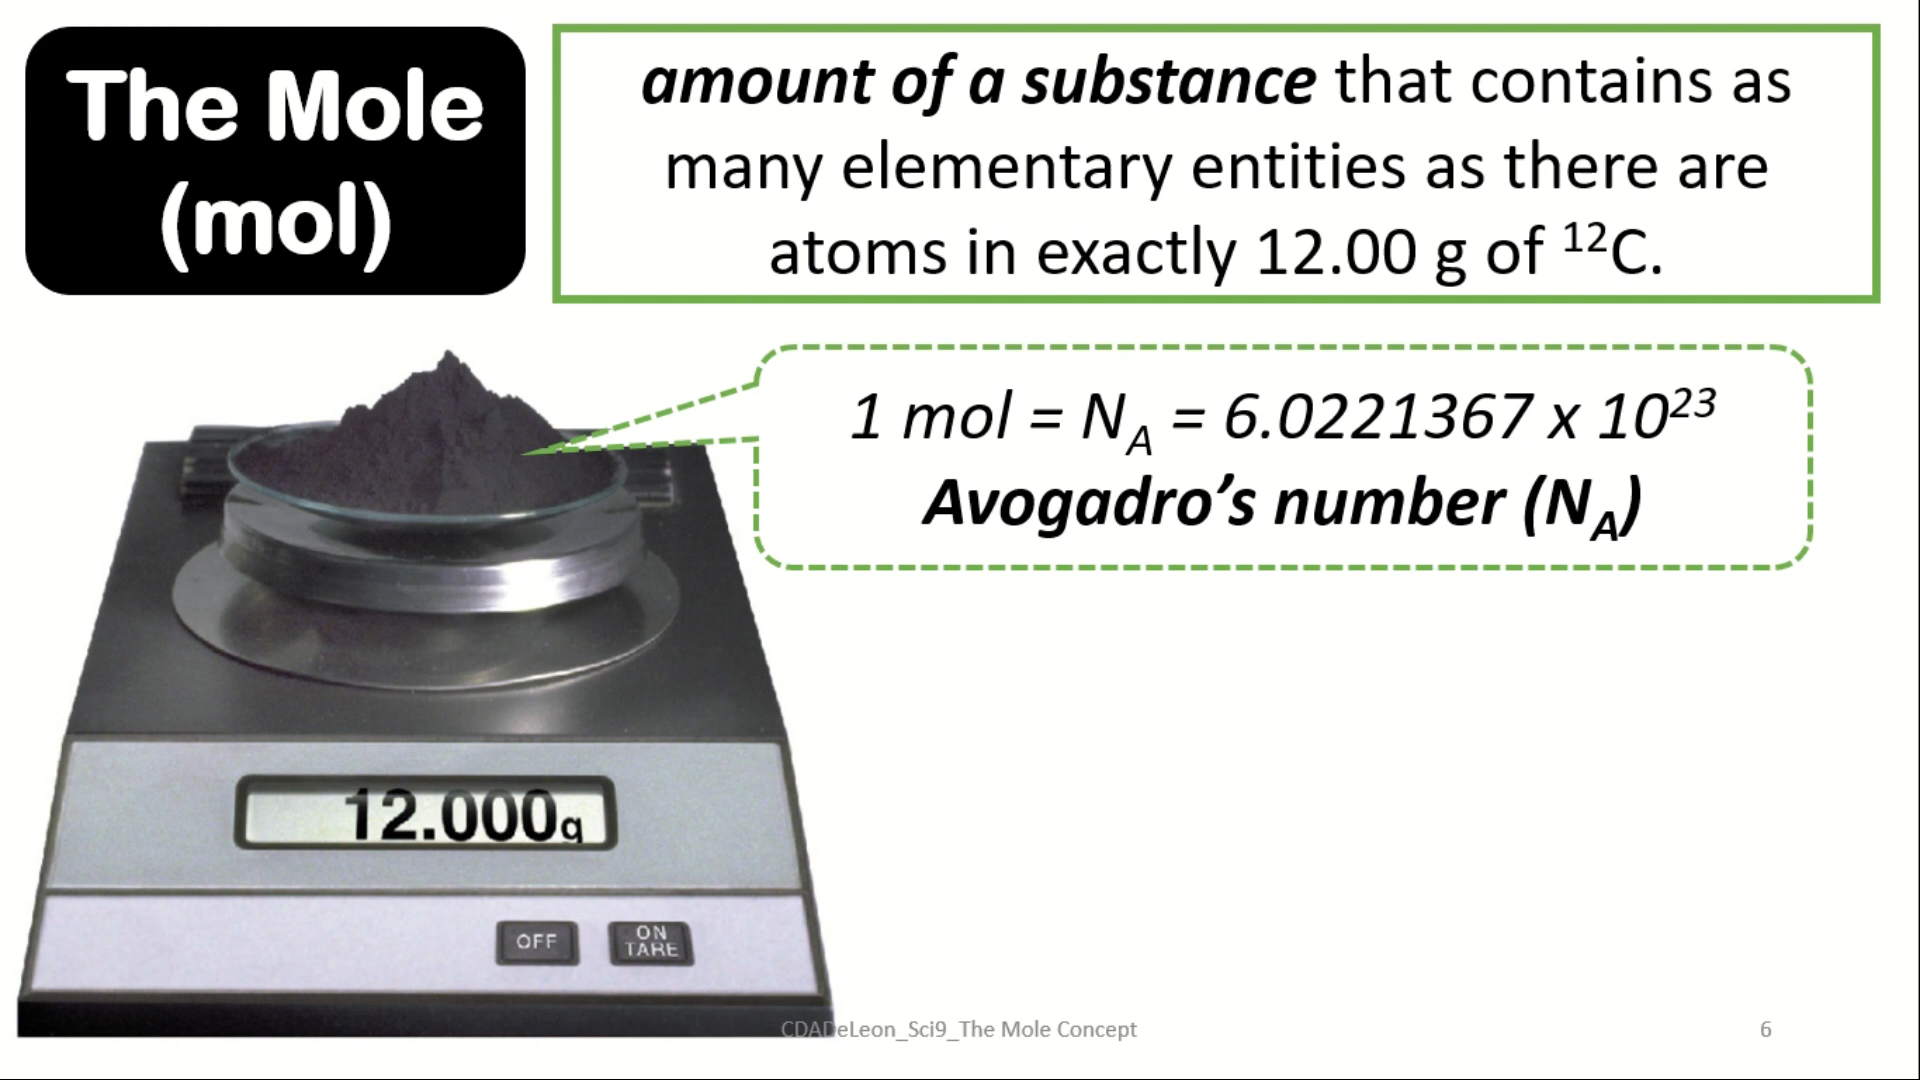 The Mole
(mol)
amount of a substance that contains as
many elementary entities as there are
atoms in exactly 12.00 g of ¹²C.
1 mol = N_A = 6.0221367 x 10²³
Avogadro’s number (N_A)
12.000g
OFF
ON
TARE
CDADeLeon_Sci9_The Mole Concept
6